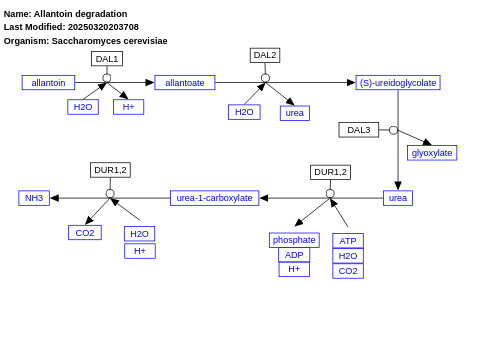 Name: Allantoin degradation
Last Modified: 20250320203708
Organism: Saccharomyces cerevisiae
DAL1
DAL2
allantoin
allantoate
(S)-ureidoglycolate
H2O
H+
H2O
urea
DAL3
glyoxylate
DUR1,2
DUR1,2
NH3
urea-1-carboxylate
urea
CO2
H2O
H+
phosphate
ADP
H+
ATP
H2O
CO2